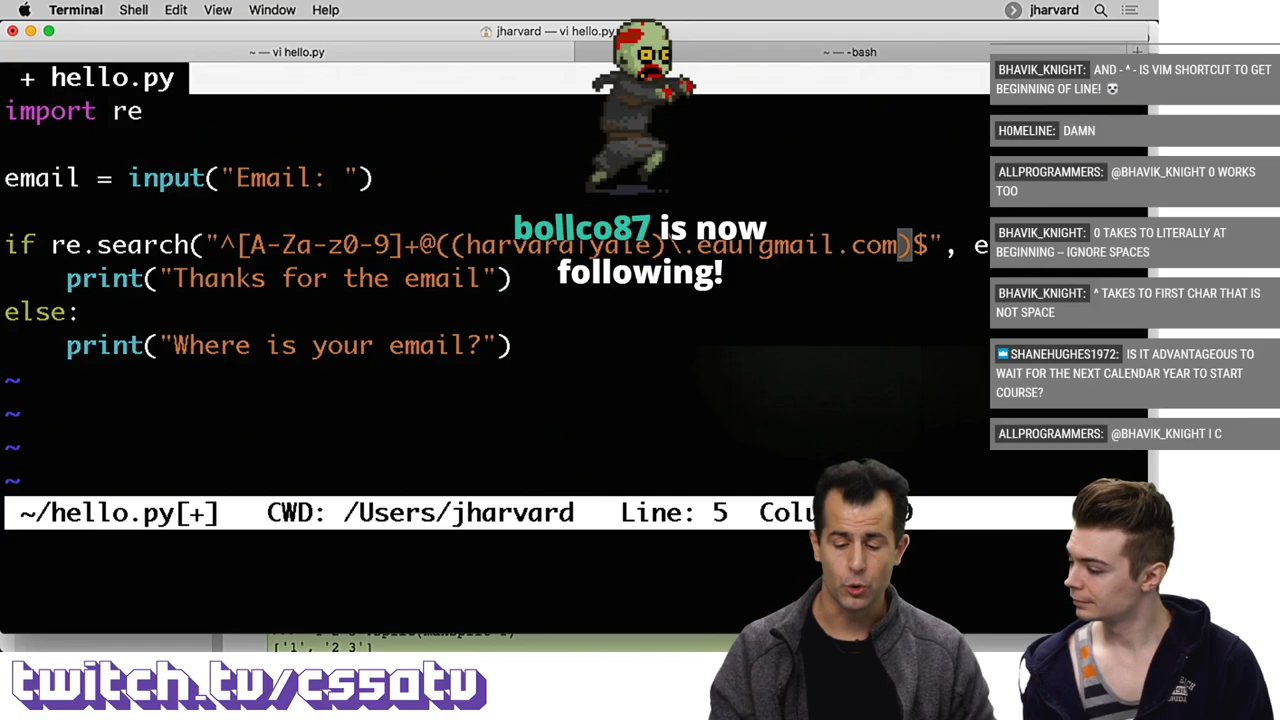 Terminal Shell Edit View Window Help
jharvard
jharvard — vi hello.py
~ — vi hello.py
~ — -bash
+ hello.py
import re
email = input("Email: ")
if re.search("^[A-Za-z0-9]+@((harvard|yale)\.edu|gmail.com)$", e
print("Thanks for the email")
else:
print("Where is your email?")
~
~
~
~
~/hello.py[+] CWD: /Users/jharvard Line: 5
bollco87 is now
following!
BHAVIK_KNIGHT: AND - ^ - IS VIM SHORTCUT TO GET
BEGINNING OF LINE!
H0MELINE: DAMN
ALLPROGRAMMERS: @BHAVIK_KNIGHT 0 WORKS
TOO
BHAVIK_KNIGHT: 0 TAKES TO LITERALLY AT
BEGINNING -- IGNORE SPACES
BHAVIK_KNIGHT: ^ TAKES TO FIRST CHAR THAT IS
NOT SPACE
SHANEHUGHES1972: IS IT ADVANTAGEOUS TO
WAIT FOR THE NEXT CALENDAR YEAR TO START
COURSE?
ALLPROGRAMMERS: @BHAVIK_KNIGHT I C
['1', '2 3']
twitch.tv/cs50tv